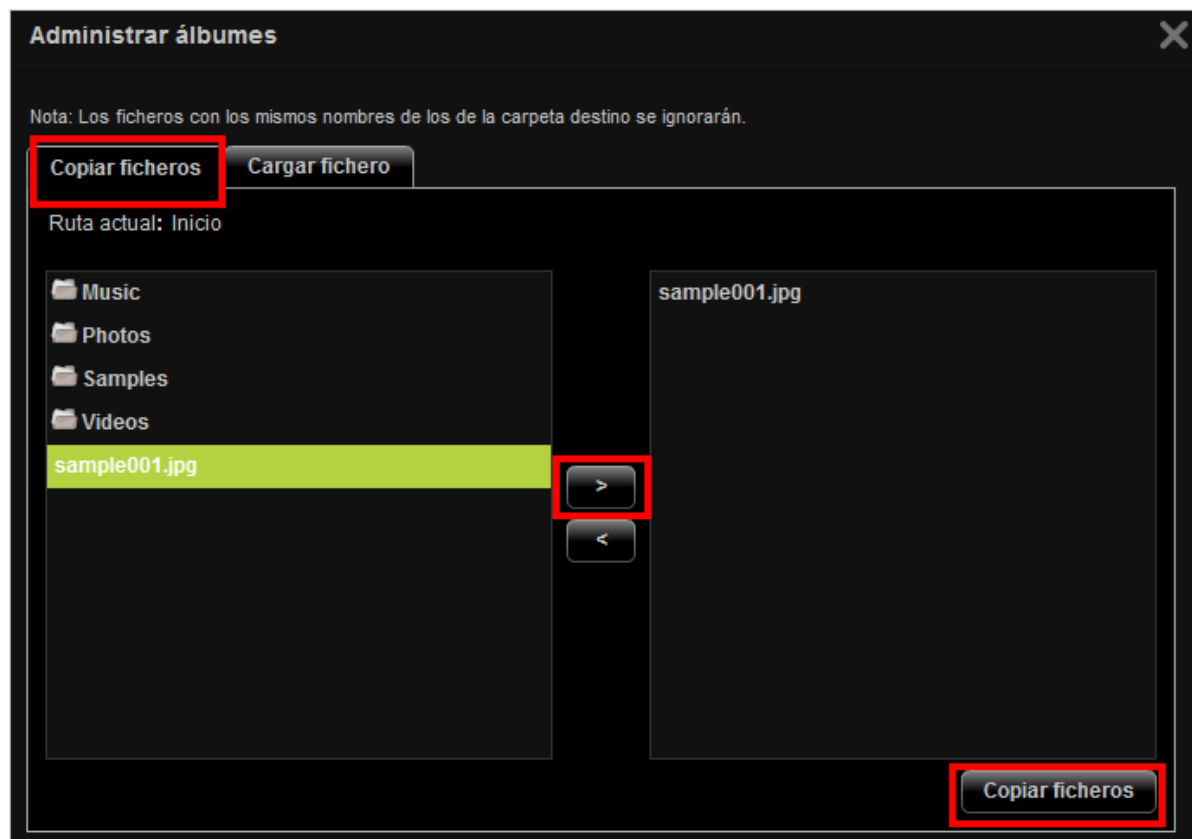 Administrar álbumes
Nota: Los ficheros con los mismos nombres de los de la carpeta destino se ignorarán.
Copiar ficheros
Cargar fichero
Ruta actual: Inicio
Music
Photos
Samples
Videos
sample001.jpg
sample001.jpg
>
<
Copiar ficheros